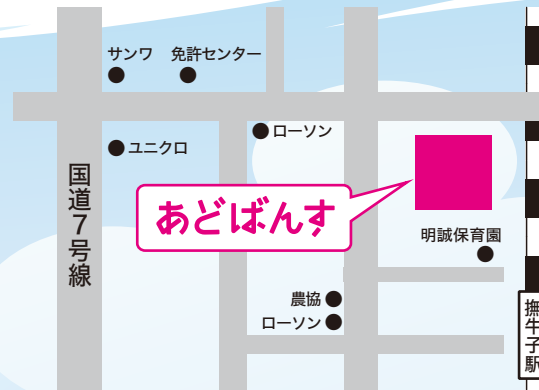 サンワ
免許センター
ローソン
ユニクロ
国道7号線
あどばんす
明誠保育園
農協
ローソン
撫牛子駅